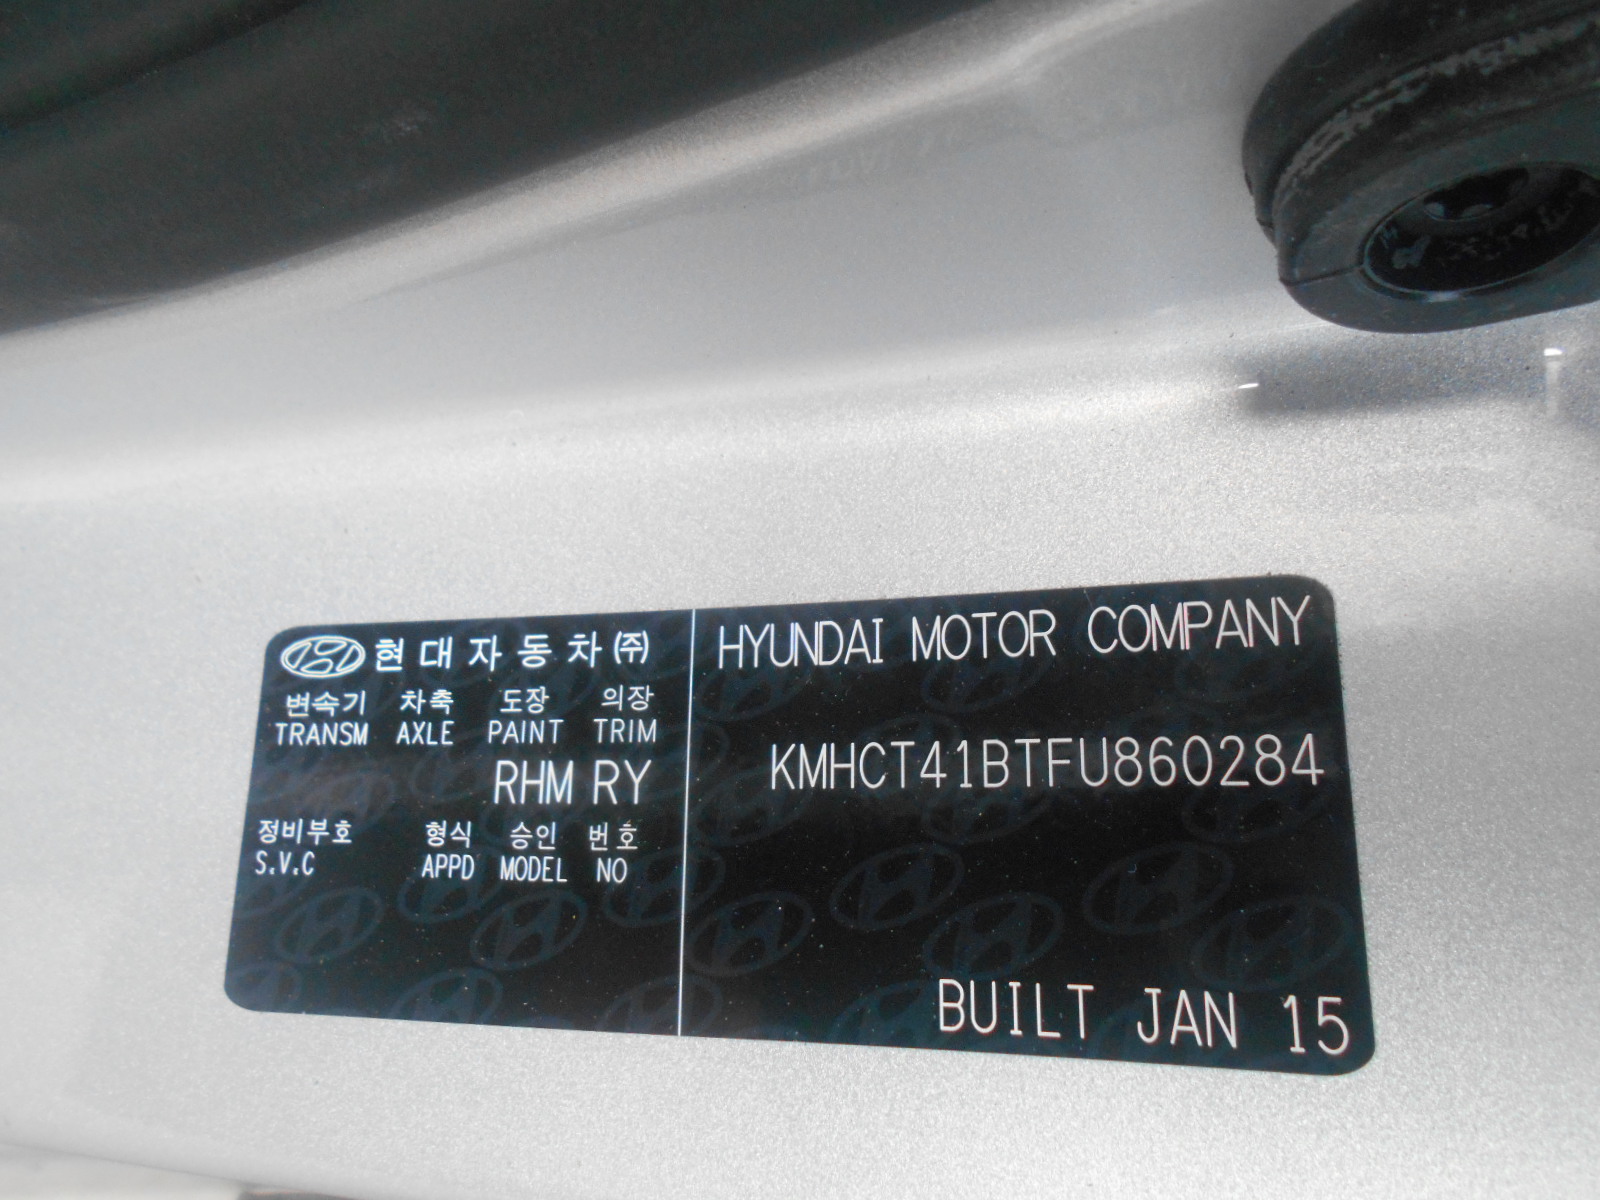 현대자동차(주)
변속기 차축 도장 의장
TRANSM AXLE PAINT TRIM
RHM RY
정비부호 형식 승인 번호
S.V.C APPD MODEL NO
HYUNDAI MOTOR COMPANY
KMHCT41BTFU860284
BUILT JAN 15